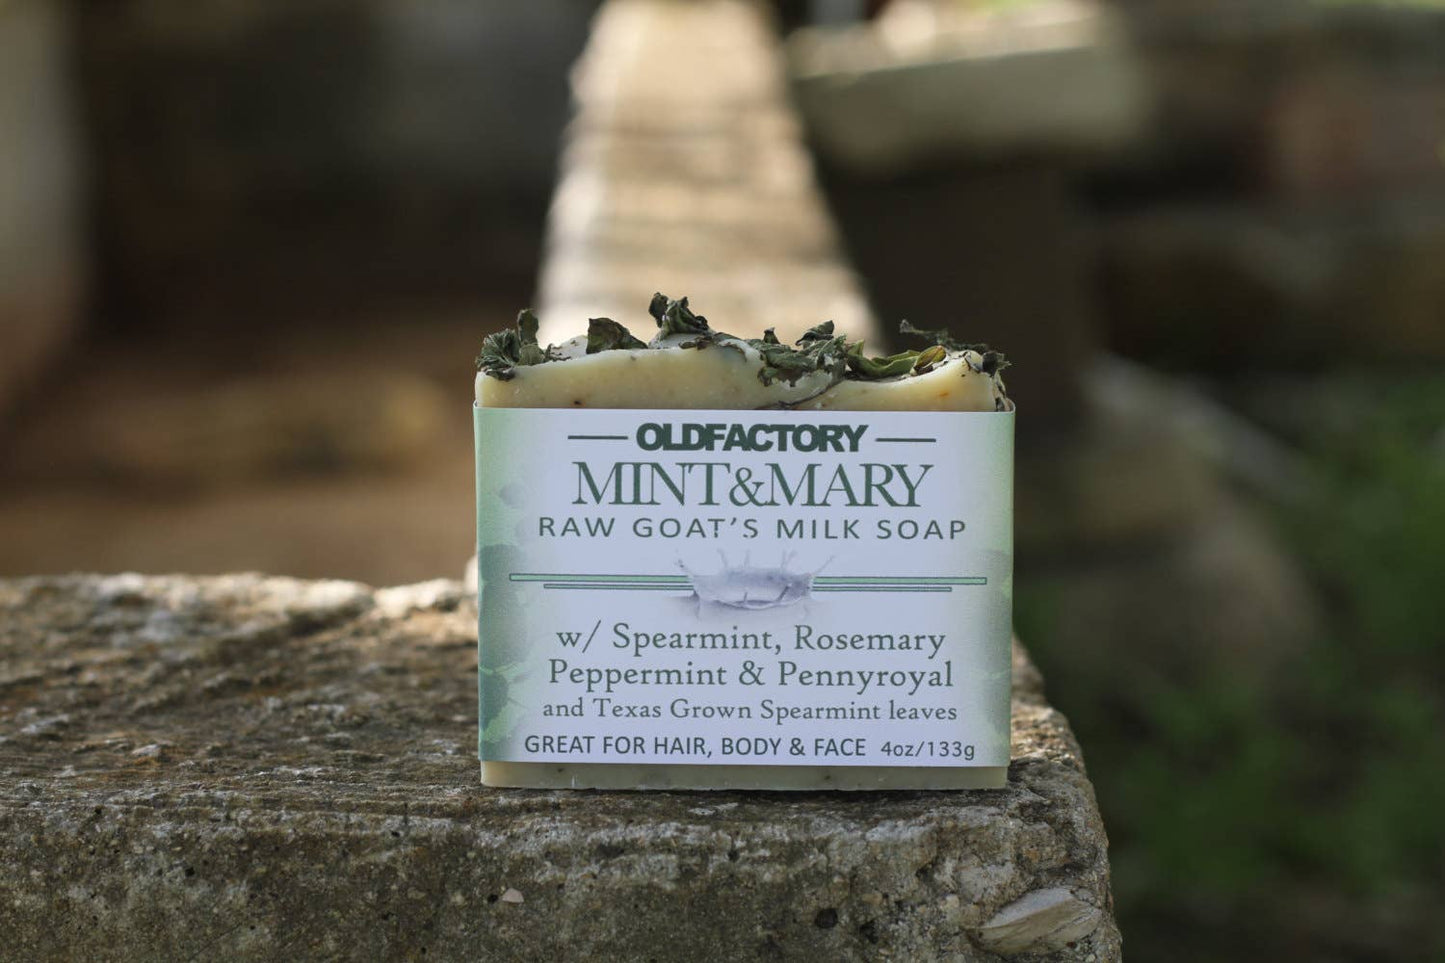 OLDFACTORY
MINT&MARY
RAW GOAT'S MILK SOAP
w/ Spearmint, Rosemary
Peppermint & Pennyroyal
and Texas Grown Spearmint leaves
GREAT FOR HAIR, BODY & FACE 4oz/133g